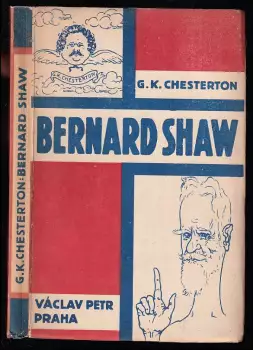 G.K. CHESTERTON: BERNARD SHAW
G.K. CHESTERTON
G. K. CHESTERTON
BERNARD SHAW
VÁCLAV PETR
PRAHA